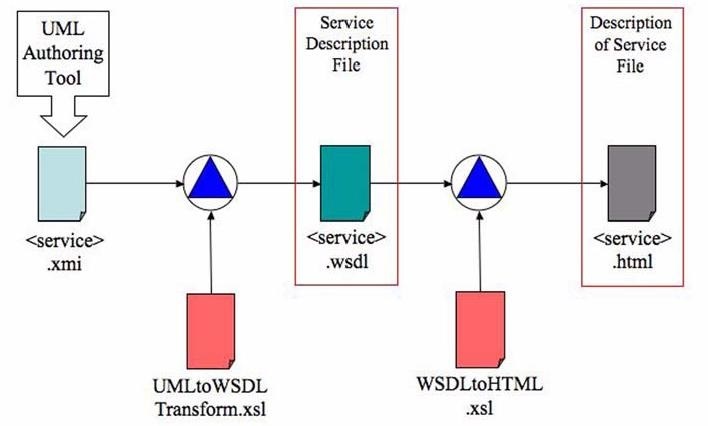 UML
Authoring
Tool
Service
Description
File
Description
of Service
File
<service>
.xmi
<service>
.wsdl
<service>
.html
UMLtoWSDL
Transform.xsl
WSDLtoHTML
.xsl